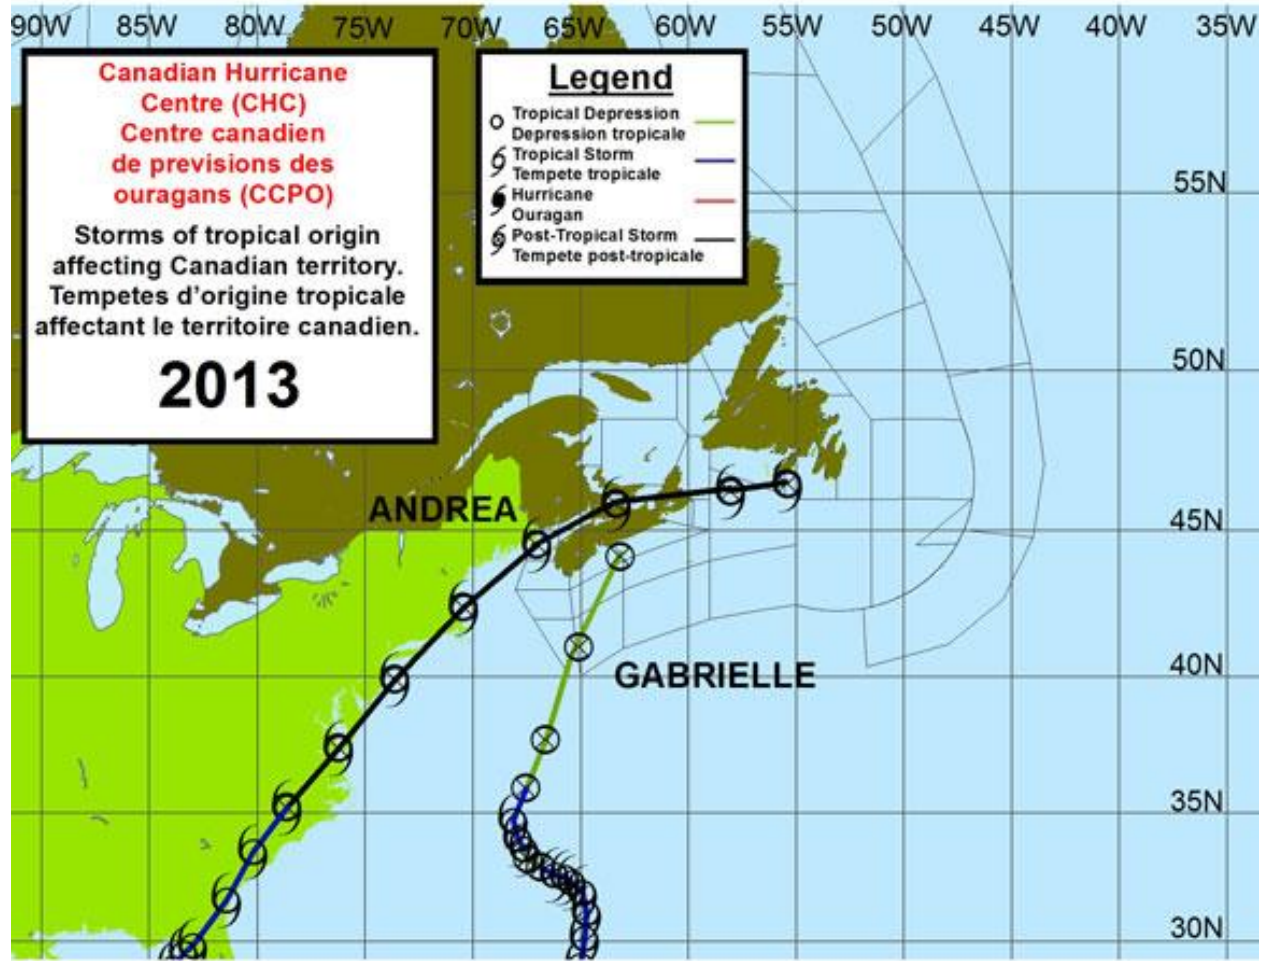 90W 85W 80W 75W 70W 65W 60W 55W 50W 45W 40W 35W
Canadian Hurricane
Centre (CHC)
Centre canadien
de previsions des
ouragans (CCPO)
Storms of tropical origin
affecting Canadian territory.
Tempetes d'origine tropicale
affectant le territoire canadien.
2013
Legend
Tropical Depression
Depression tropicale
Tropical Storm
Tempete tropicale
Hurricane
Ouragan
Post-Tropical Storm
Tempete post-tropicale
55N
50N
ANDREA
45N
GABRIELLE
40N
35N
30N